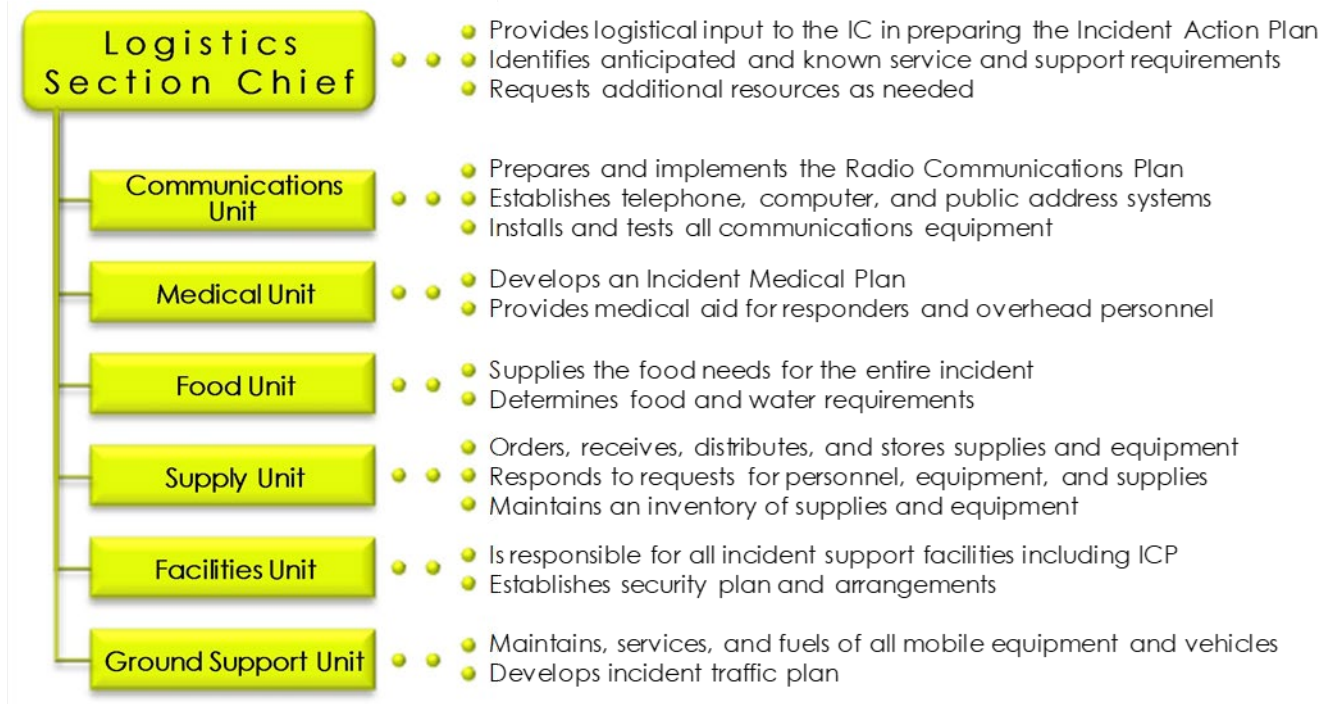 Logistics
Section Chief
Provides logistical input to the IC in preparing the Incident Action Plan
Identifies anticipated and known service and support requirements
Requests additional resources as needed
Communications
Unit
Prepares and implements the Radio Communications Plan
Establishes telephone, computer, and public address systems
Installs and tests all communications equipment
Medical Unit
Develops an Incident Medical Plan
Provides medical aid for responders and overhead personnel
Food Unit
Supplies the food needs for the entire incident
Determines food and water requirements
Supply Unit
Orders, receives, distributes, and stores supplies and equipment
Responds to requests for personnel, equipment, and supplies
Maintains an inventory of supplies and equipment
Facilities Unit
Is responsible for all incident support facilities including ICP
Establishes security plan and arrangements
Ground Support Unit
Maintains, services, and fuels of all mobile equipment and vehicles
Develops incident traffic plan